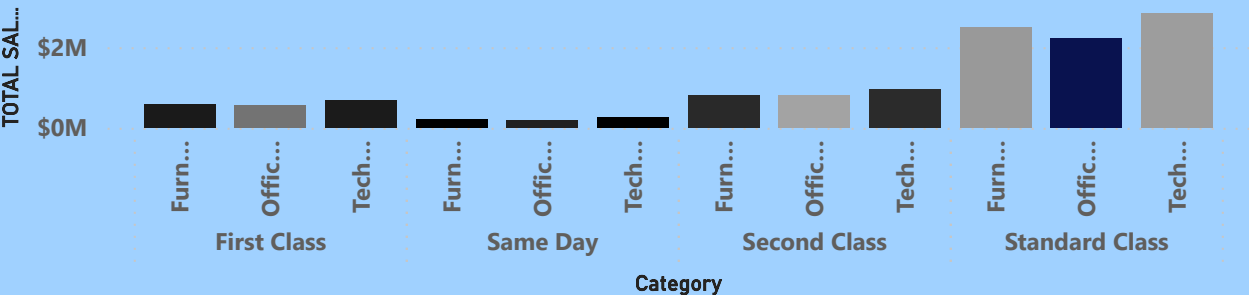 TOTAL SAL...
$2M
$0M
Furn... Offic... Tech... Furn... Offic... Tech... Furn... Offic... Tech... Furn... Offic... Tech...
First Class Same Day Second Class Standard Class
Category